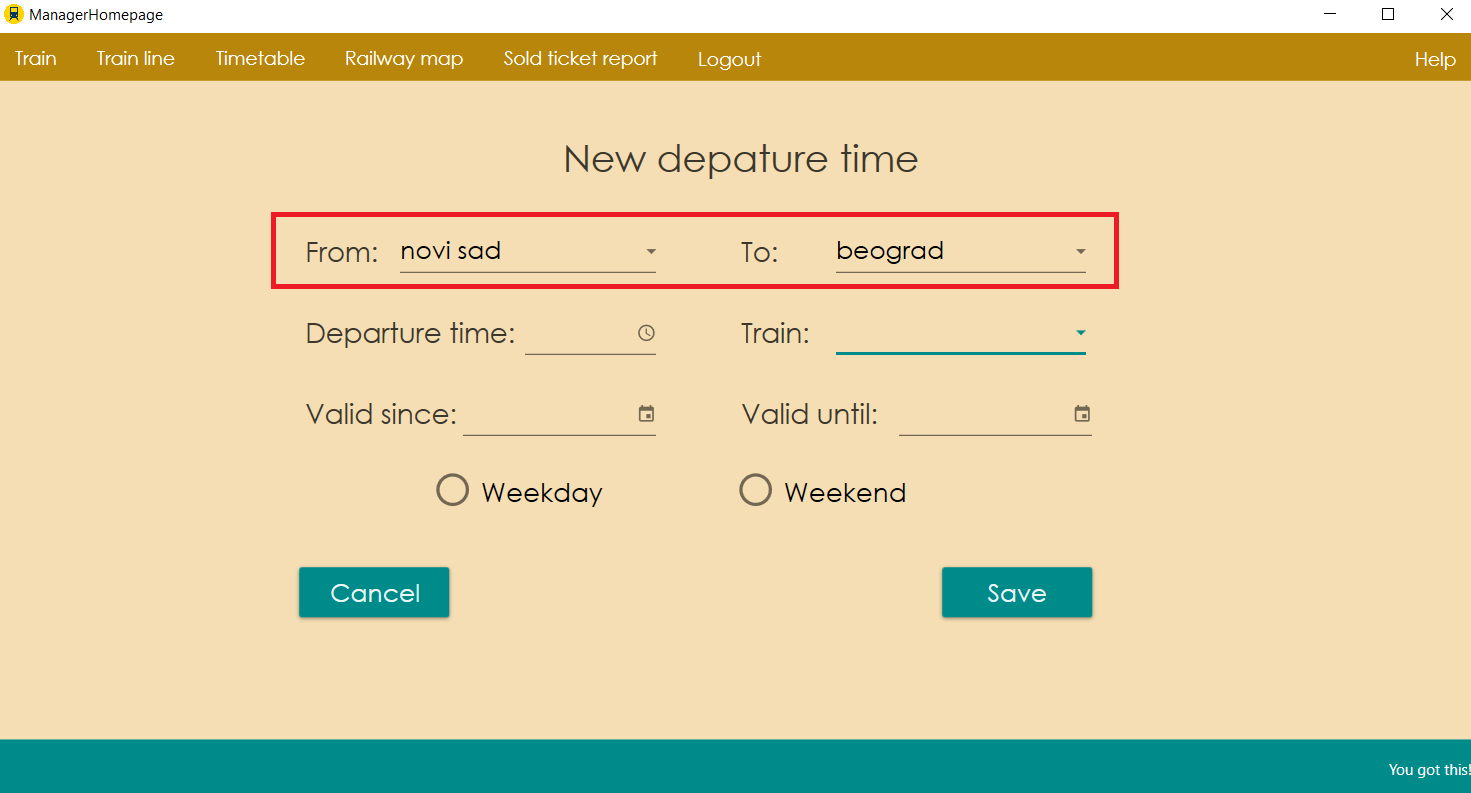 ManagerHomepage
Train Train line Timetable Railway map Sold ticket report Logout Help
New depature time
From: novi sad To: beograd
Departure time: Train:
Valid since: Valid until:
Weekday Weekend
Cancel Save
You got this!